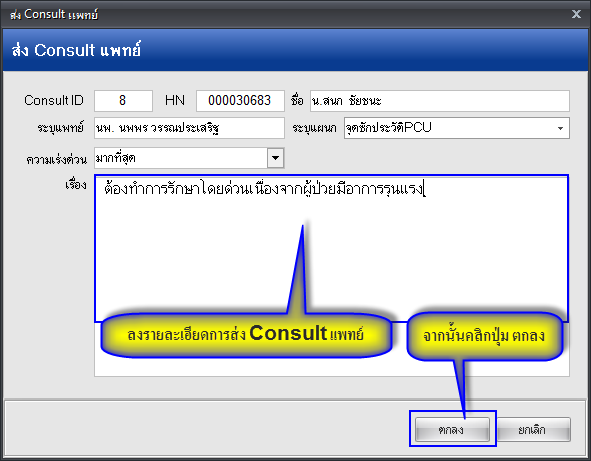 ส่ง Consult แพทย์
ส่ง Consult แพทย์
Consult ID 8 HN 000030683 ชื่อ น.สนก ชัยชนะ
ระบุแพทย์ นพ. นพพร วรรณประเสริฐ ระบุแผนก จุดซักประวัติPCU
ความเร่งด่วน มากที่สุด
เรื่อง ต้องทำการรักษาโดยด่วนเนื่องจากผู้ป่วยมีอาการรุนแรง
ลงรายละเอียดการส่ง Consult แพทย์
จากนั้นคลิกปุ่ม ตกลง
ตกลง ยกเลิก